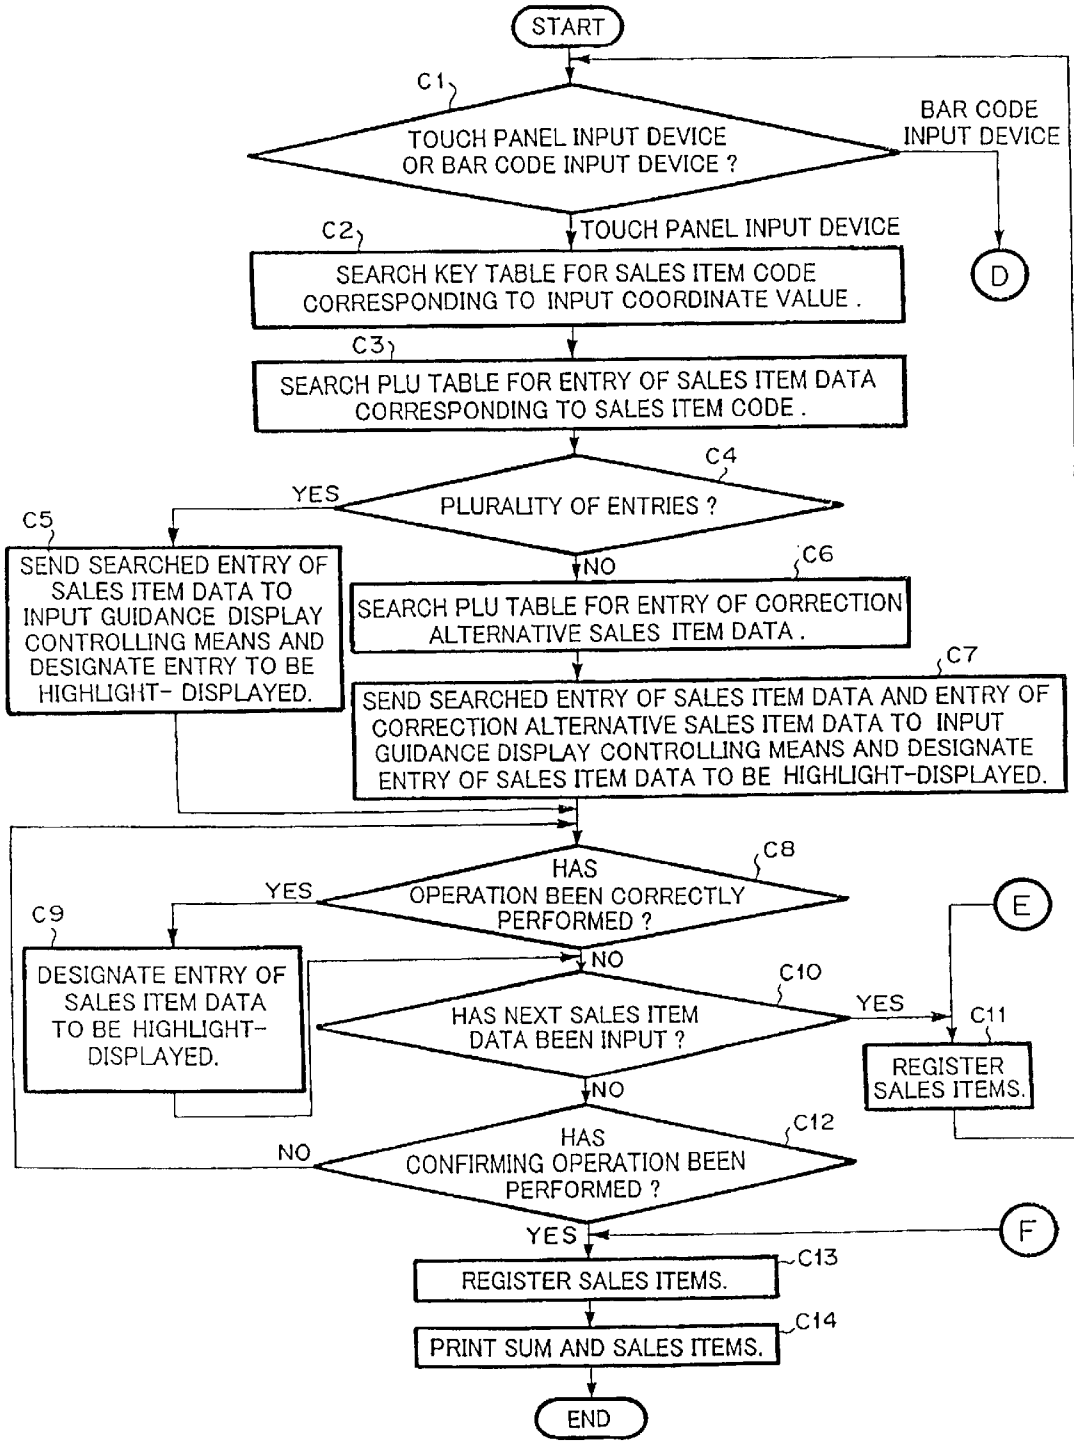 START
C1
TOUCH PANEL INPUT DEVICE
OR BAR CODE INPUT DEVICE ?
BAR CODE
INPUT DEVICE
D
TOUCH PANEL INPUT DEVICE
C2
SEARCH KEY TABLE FOR SALES ITEM CODE
CORRESPONDING TO INPUT COORDINATE VALUE .
C3
SEARCH PLU TABLE FOR ENTRY OF SALES ITEM DATA
CORRESPONDING TO SALES ITEM CODE .
C4
PLURALITY OF ENTRIES ?
YES
NO
C5
SEND SEARCHED ENTRY OF
SALES ITEM DATA TO
INPUT GUIDANCE DISPLAY
CONTROLLING MEANS AND
DESIGNATE ENTRY TO BE
HIGHLIGHT- DISPLAYED.
C6
SEARCH PLU TABLE FOR ENTRY OF CORRECTION
ALTERNATIVE SALES ITEM DATA .
C7
SEND SEARCHED ENTRY OF SALES ITEM DATA AND ENTRY OF
CORRECTION ALTERNATIVE SALES ITEM DATA TO INPUT
GUIDANCE DISPLAY CONTROLLING MEANS AND DESIGNATE
ENTRY OF SALES ITEM DATA TO BE HIGHLIGHT-DISPLAYED.
C8
HAS
OPERATION BEEN CORRECTLY
PERFORMED ?
YES
NO
C9
DESIGNATE ENTRY OF
SALES ITEM DATA
TO BE HIGHLIGHT-
DISPLAYED.
E
C10
HAS NEXT SALES ITEM
DATA BEEN INPUT ?
YES
NO
C11
REGISTER
SALES ITEMS.
C12
HAS
CONFIRMING OPERATION BEEN
PERFORMED ?
NO
YES
F
C13
REGISTER SALES ITEMS.
C14
PRINT SUM AND SALES ITEMS.
END